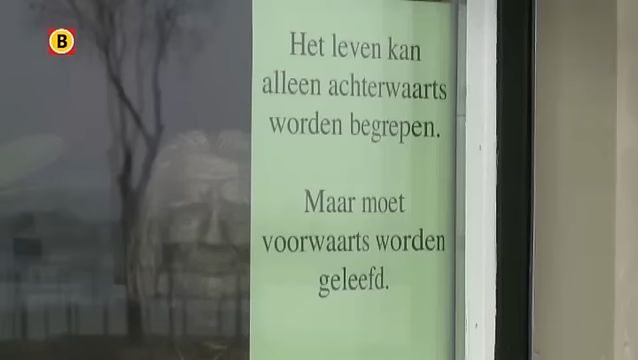 B
Het leven kan
alleen achterwaarts
worden begrepen.
Maar moet
voorwaarts worden
geleefd.